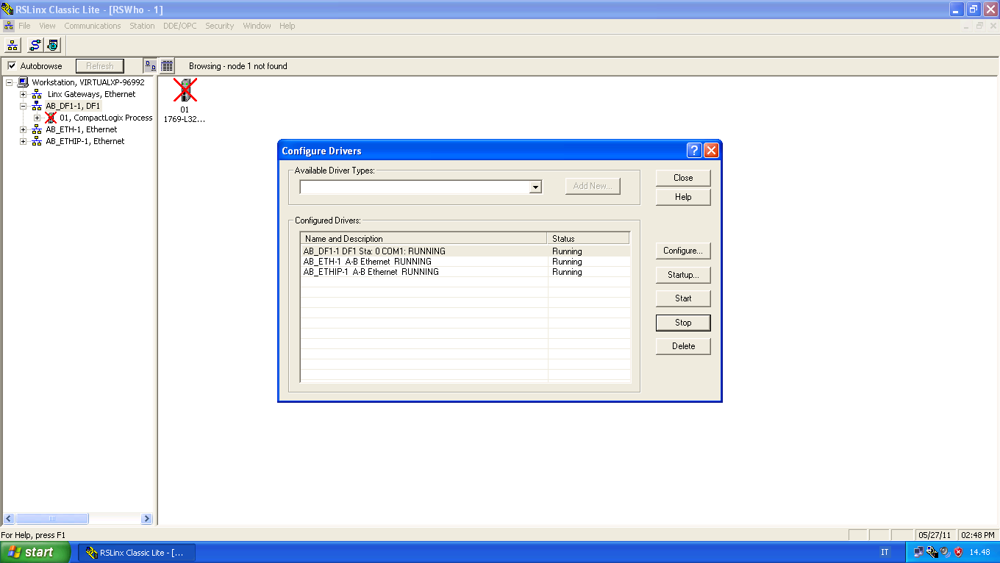 RSLinx Classic Lite - [RSWho - 1]
File View Communications Station DDE/OPC Security Window Help
Autobrowse Refresh Browsing - node 1 not found
Workstation, VIRTUALXP-96992
Linx Gateways, Ethernet
AB_DF1-1, DF1
01, CompactLogix Process
AB_ETH-1, Ethernet
AB_ETHIP-1, Ethernet
01
1769-L32...
Configure Drivers
Available Driver Types:
Add New...
Close
Help
Configured Drivers:
Name and Description Status
AB_DF1-1 DF1 Sta: 0 COM1: RUNNING Running
AB_ETH-1 A-B Ethernet RUNNING Running
AB_ETHIP-1 A-B Ethernet RUNNING Running
Configure...
Startup...
Start
Stop
Delete
For Help, press F1 05/27/11 02:48 PM
start RSLinx Classic Lite - [... IT 14.48